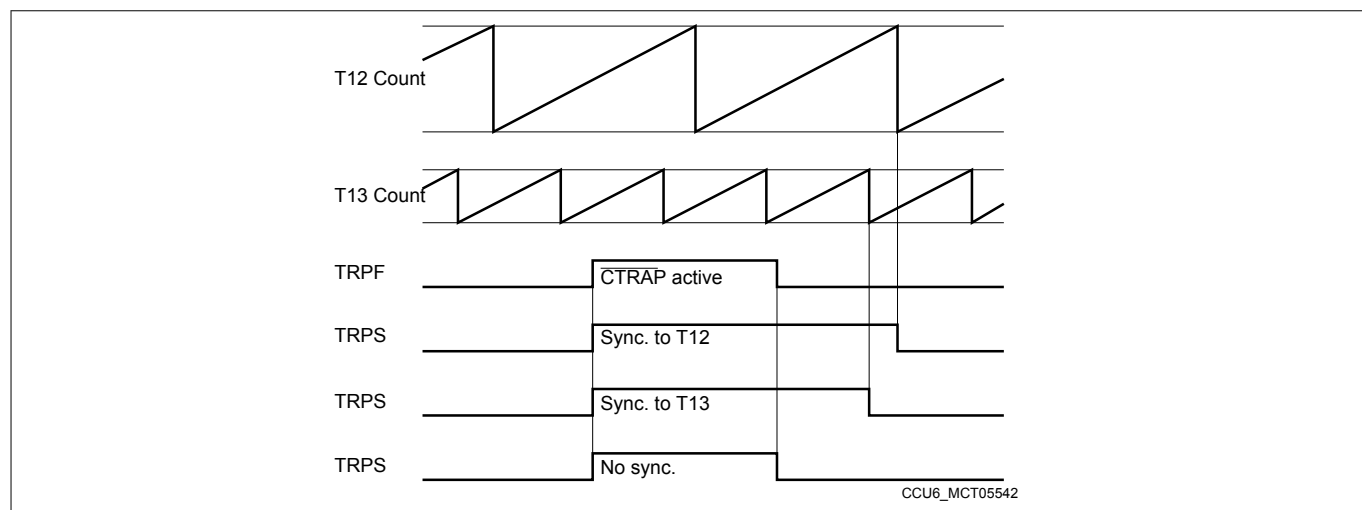 T12 Count
T13 Count
TRPF
CTRAP active
TRPS
Sync. to T12
TRPS
Sync. to T13
TRPS
No sync.
CCU6_MCT05542